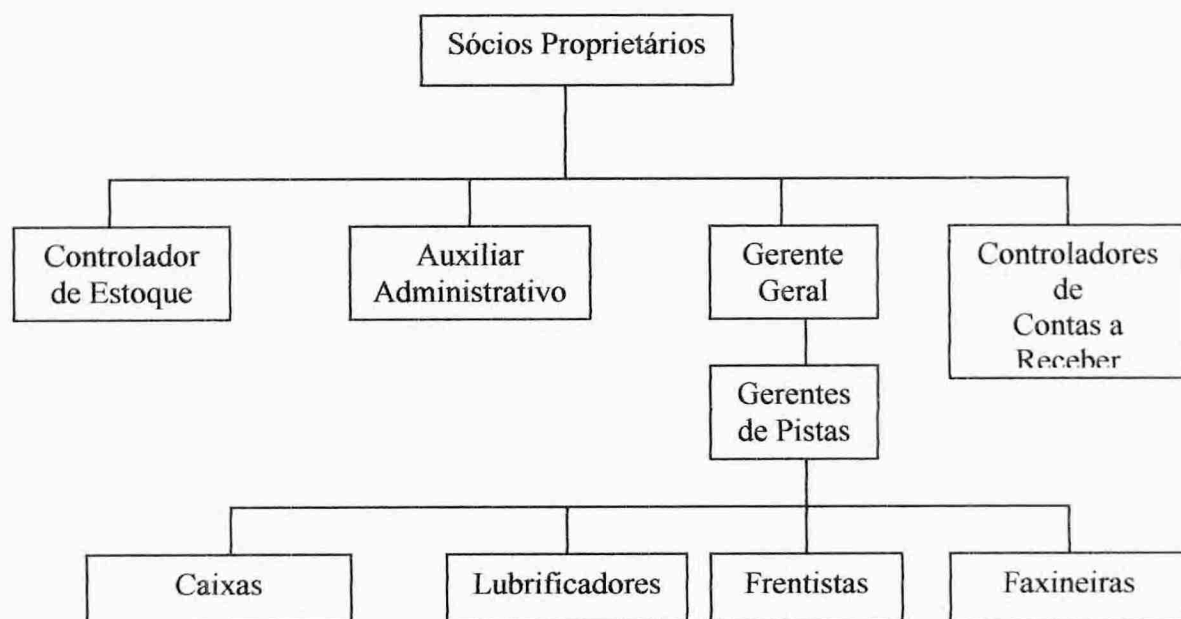 Sócios Proprietários
Controlador
de Estoque
Auxiliar
Administrativo
Gerente
Geral
Controladores
de
Contas a
Receber
Gerentes
de Pistas
Caixas
Lubrificadores
Frentistas
Faxineiras